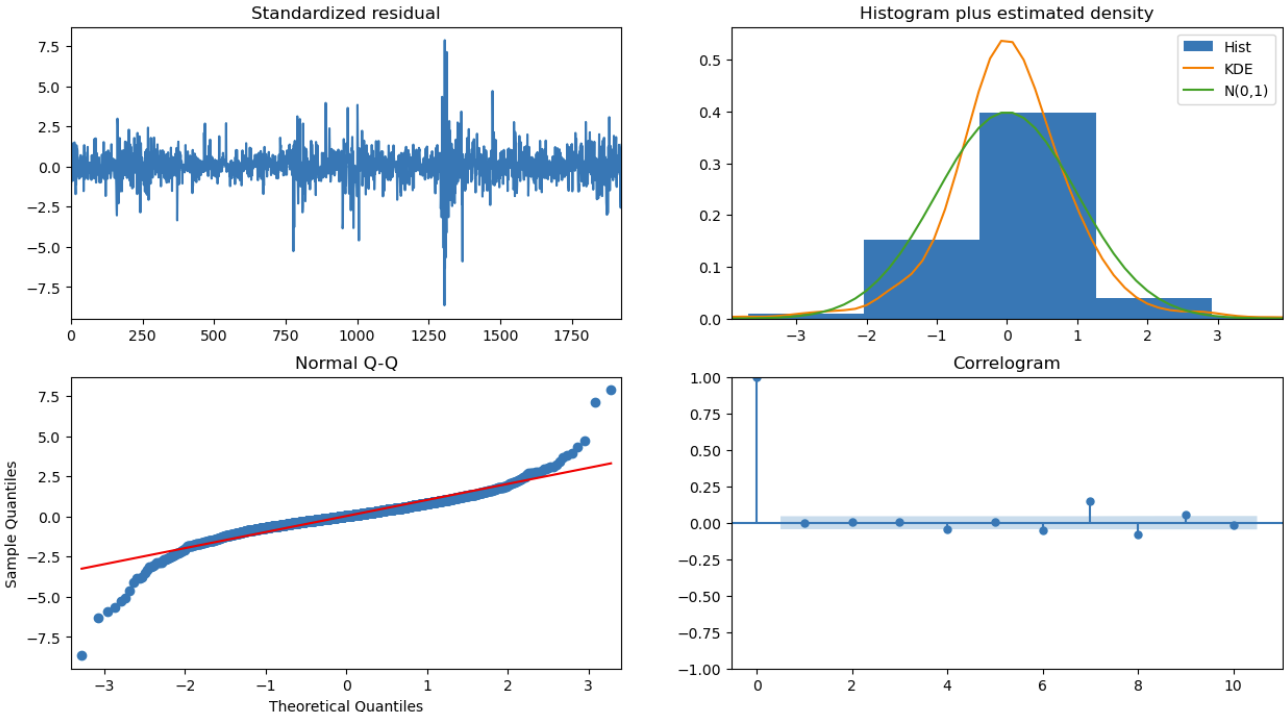 Standardized residual
7.5
5.0
2.5
0.0
−2.5
−5.0
−7.5
0 250 500 750 1000 1250 1500 1750
Histogram plus estimated density
0.5
0.4
0.3
0.2
0.1
0.0
−3 −2 −1 0 1 2 3
Hist
KDE
N(0,1)
Normal Q-Q
Sample Quantiles
7.5
5.0
2.5
0.0
−2.5
−5.0
−7.5
−3 −2 −1 0 1 2 3
Theoretical Quantiles
Correlogram
1.00
0.75
0.50
0.25
0.00
−0.25
−0.50
−0.75
−1.00
0 2 4 6 8 10